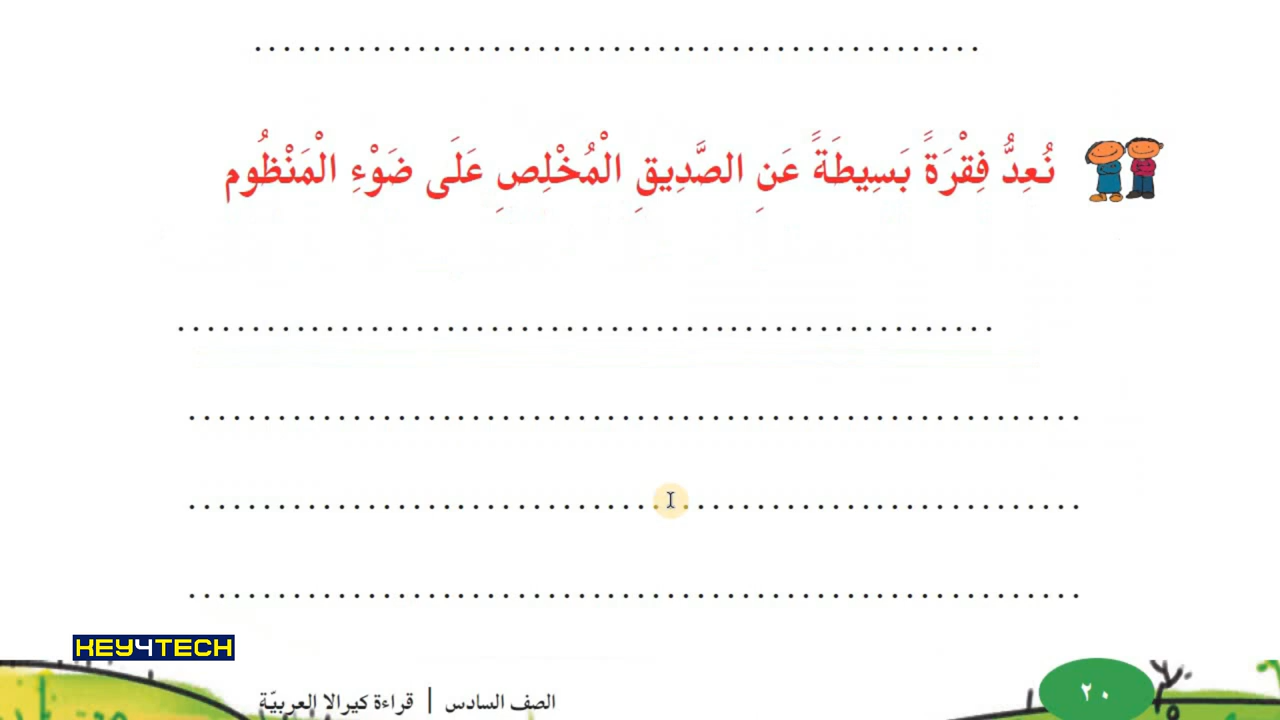 نُعِدُّ فِقْرَةً بَسِيطَةً عَنِ الصَّدِيقِ الْمُخْلِصِ عَلَى ضَوْءِ الْمَنْظُوم
KEY4TECH
الصف السادس | قراءة كيرالا العربيّة
٢٠